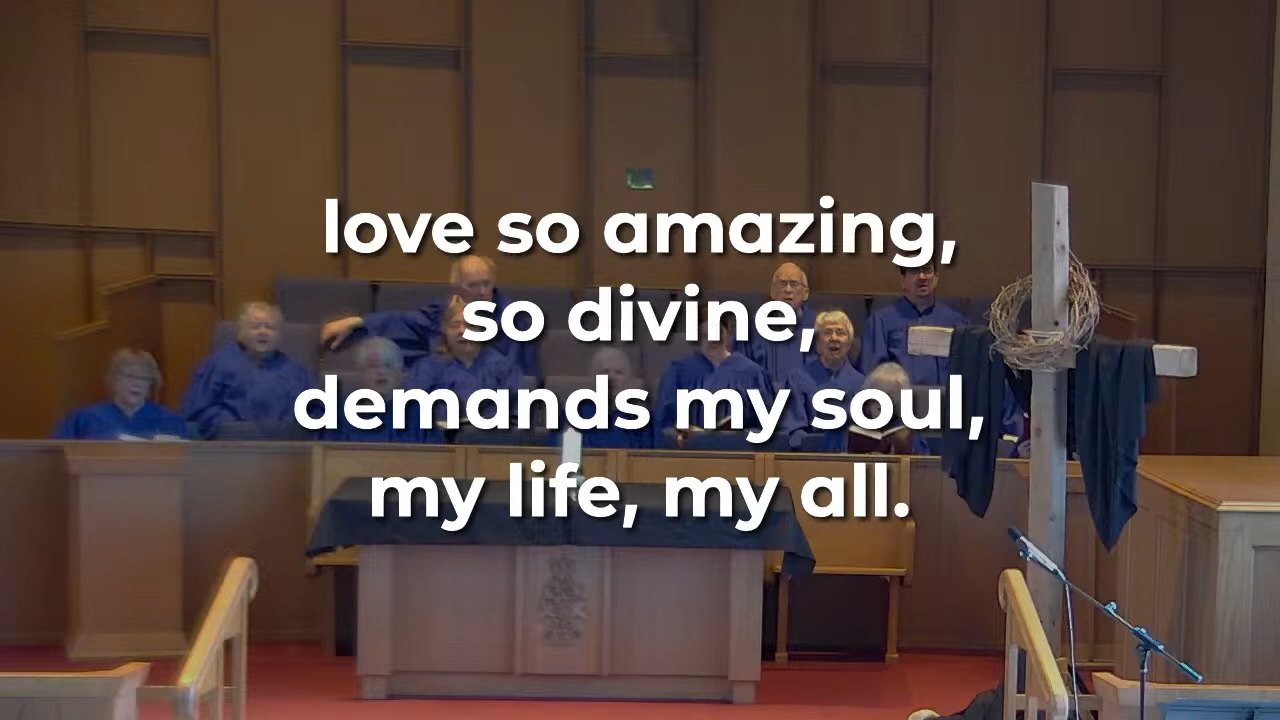 love so amazing,
so divine,
demands my soul,
my life, my all.